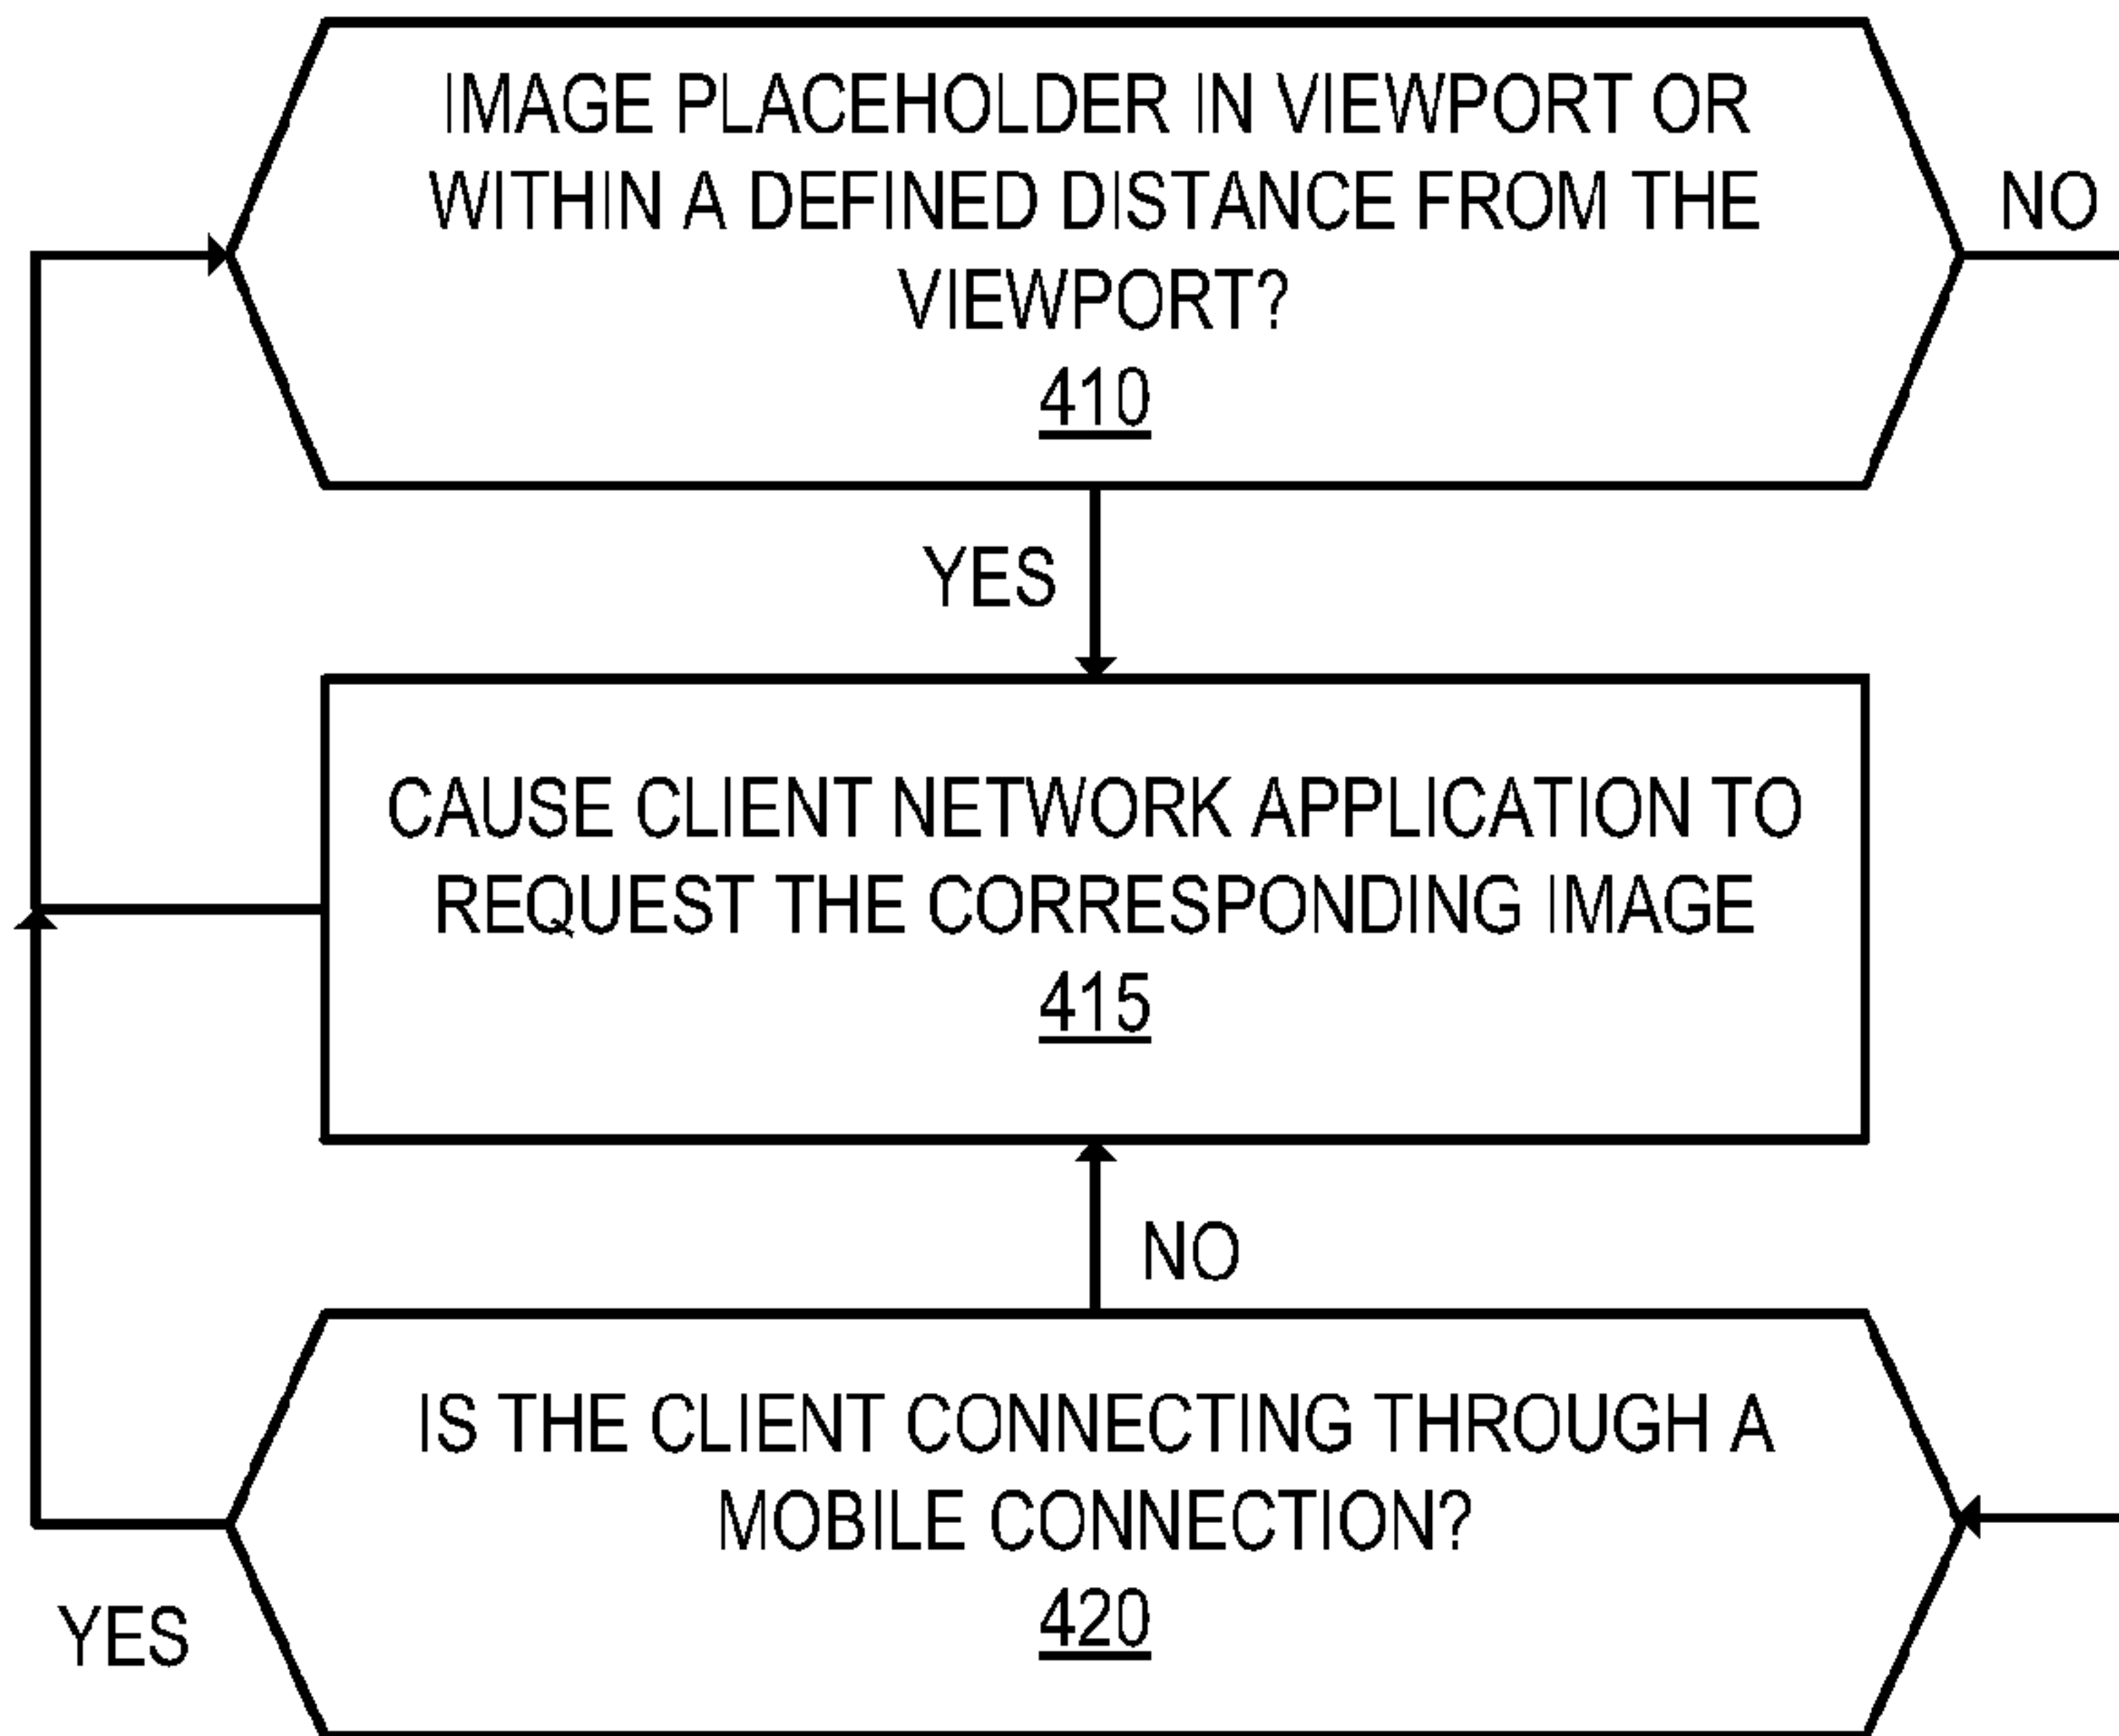 IMAGE PLACEHOLDER IN VIEWPORT OR
WITHIN A DEFINED DISTANCE FROM THE
VIEWPORT?
410
NO
YES
CAUSE CLIENT NETWORK APPLICATION TO
REQUEST THE CORRESPONDING IMAGE
415
NO
IS THE CLIENT CONNECTING THROUGH A
MOBILE CONNECTION?
420
YES